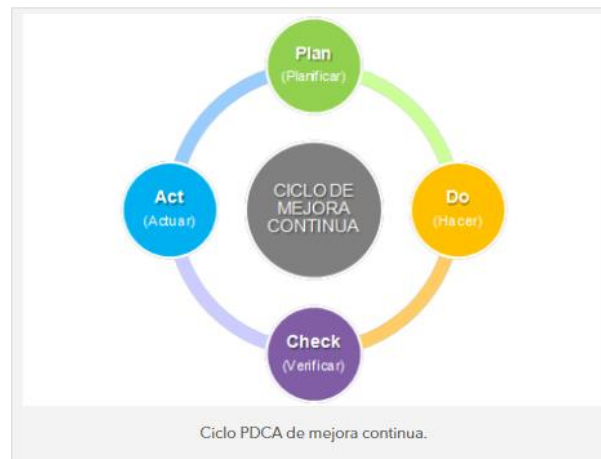 Plan
(Planificar)
Act
(Actuar)
CICLO DE
MEJORA
CONTINUA
Do
(Hacer)
Check
(Verificar)
Ciclo PDCA de mejora continua.